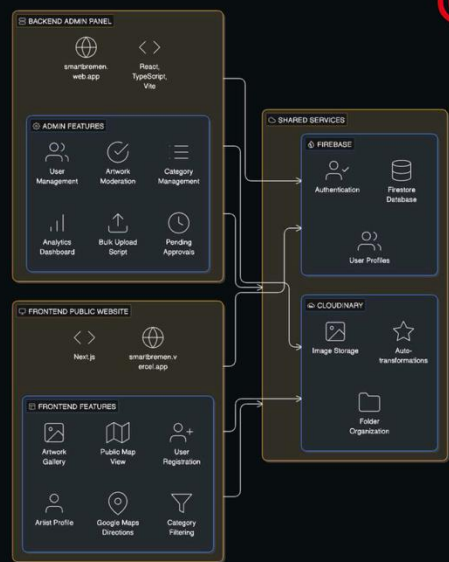 BACKEND ADMIN PANEL
smartbremen.
web.app
React,
TypeScript,
Vite
ADMIN FEATURES
User
Management
Artwork
Moderation
Category
Management
Analytics
Dashboard
Bulk Upload
Script
Pending
Approvals
FRONTEND PUBLIC WEBSITE
Next.js
smartbremen.v
ercel.app
FRONTEND FEATURES
Artwork
Gallery
Public Map
View
User
Registration
Artist Profile
Google Maps
Directions
Category
Filtering
SHARED SERVICES
FIREBASE
Authentication
Firestore
Database
User Profiles
CLOUDINARY
Image Storage
Auto-
transformations
Folder
Organization